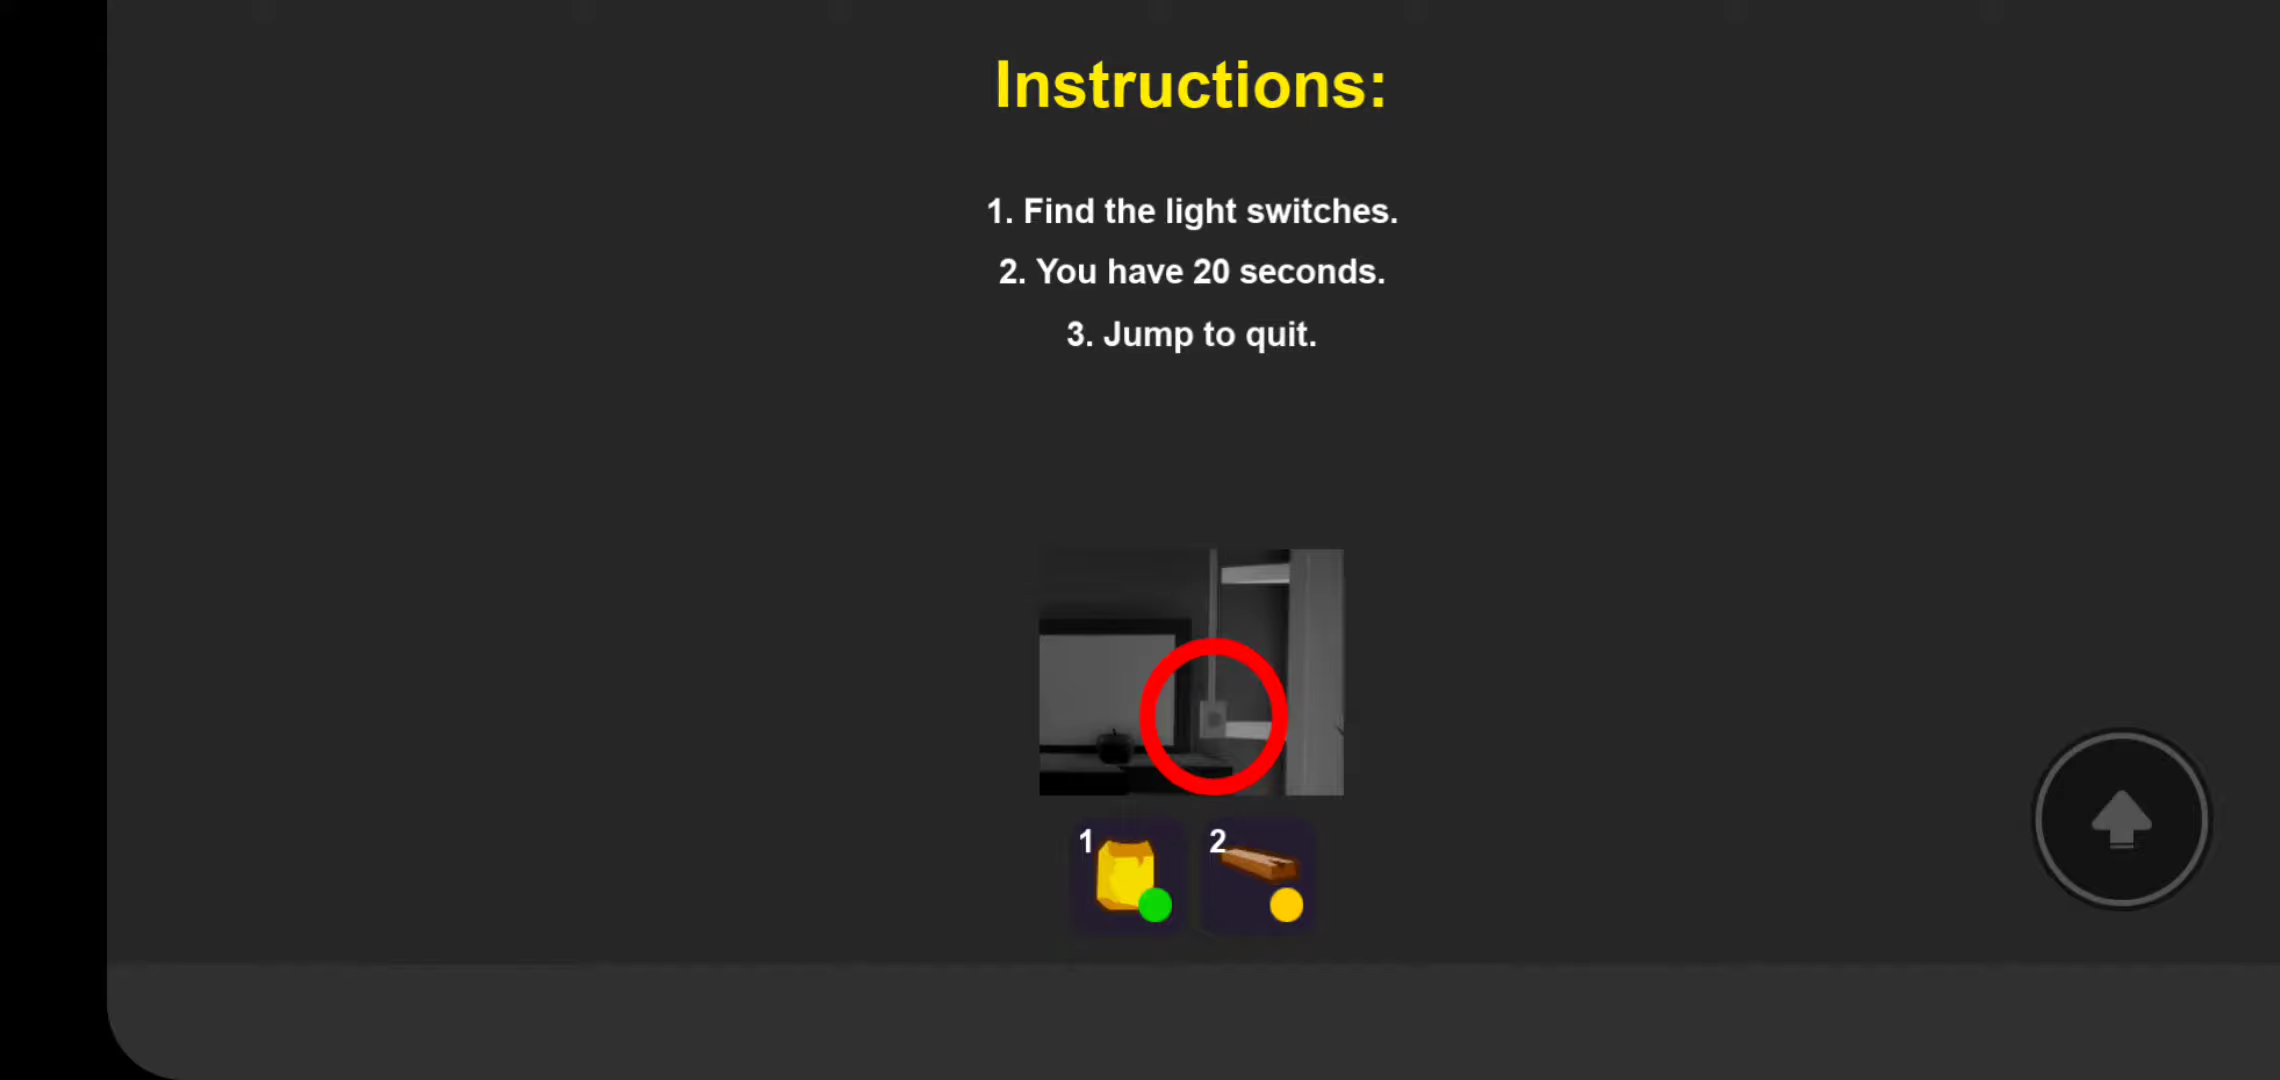 Instructions:
1. Find the light switches.
2. You have 20 seconds.
3. Jump to quit.
1 2